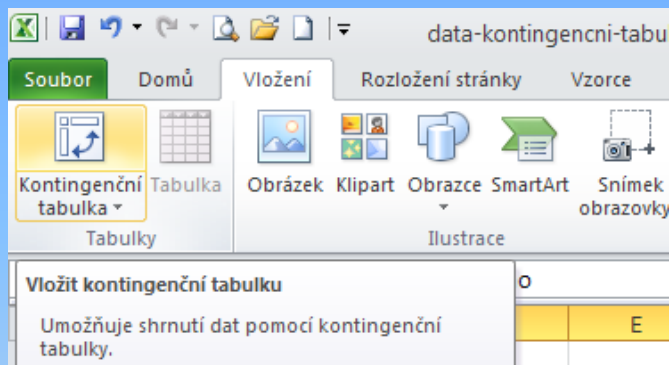 data-kontingencni-tabu
Soubor Domů Vložení Rozložení stránky Vzorce
Kontingenční tabulka
Tabulka
Obrázek
Klipart
Obrazce
SmartArt
Snímek obrazovky
Tabulky
Ilustrace
Vložit kontingenční tabulku
o
Umožňuje shrnutí dat pomocí kontingenční
tabulky.
E